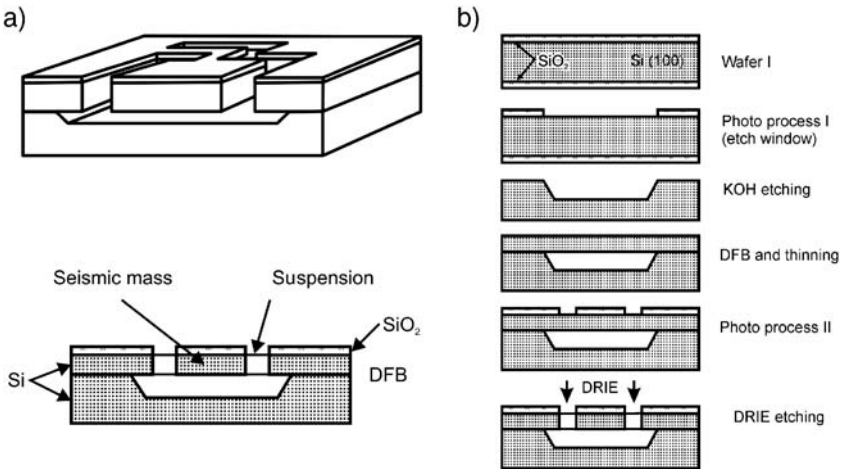 a)
Seismic mass
Suspension
SiO₂
Si
DFB
b)
SiO₂
Si (100)
Wafer I
Photo process I
(etch window)
KOH etching
DFB and thinning
Photo process II
DRIE
DRIE etching